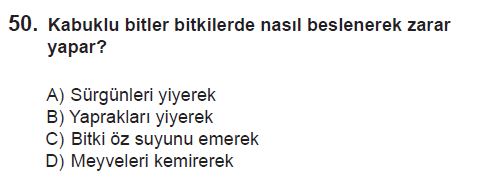 50. Kabuklu bitler bitkilerde nasıl beslenerek zarar
yapar?
A) Sürgünleri yiyerek
B) Yaprakları yiyerek
C) Bitki öz suyunu emerek
D) Meyveleri kemirerek